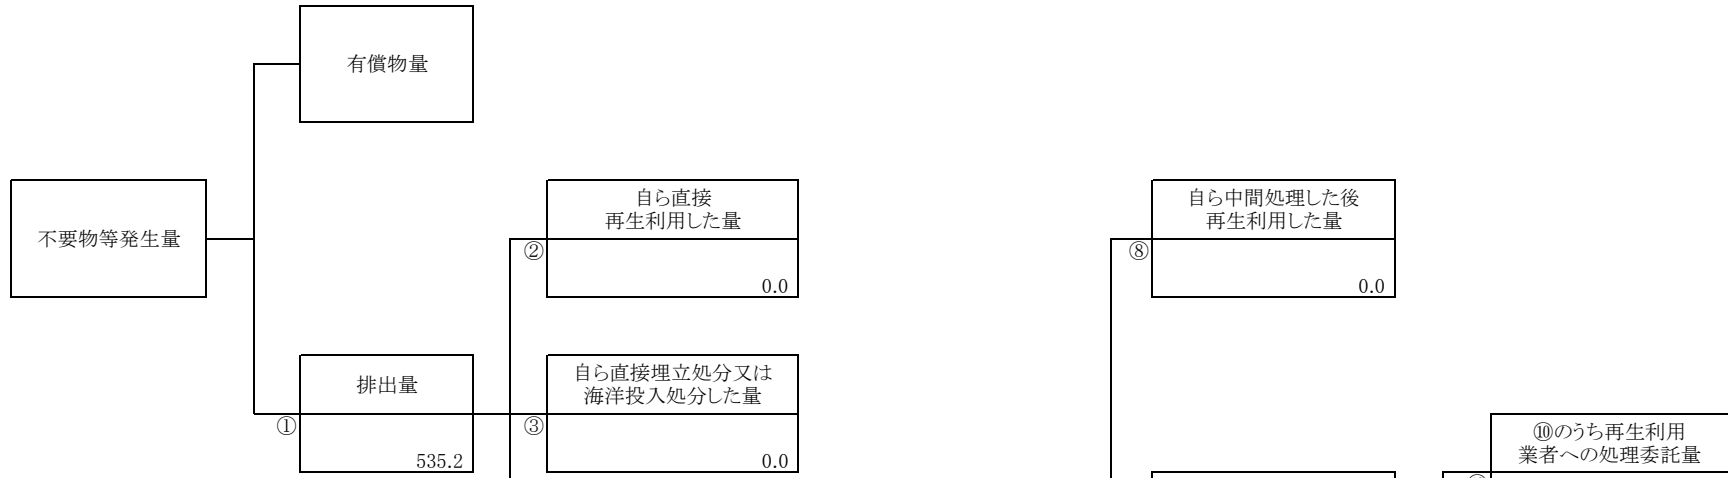 有償物量
不要物等発生量
自ら直接
再生利用した量
②
0.0
自ら中間処理した後
再生利用した量
⑧
0.0
排出量
①
535.2
自ら直接埋立処分又は
海洋投入処分した量
③
0.0
⑩のうち再生利用
業者への処理委託量